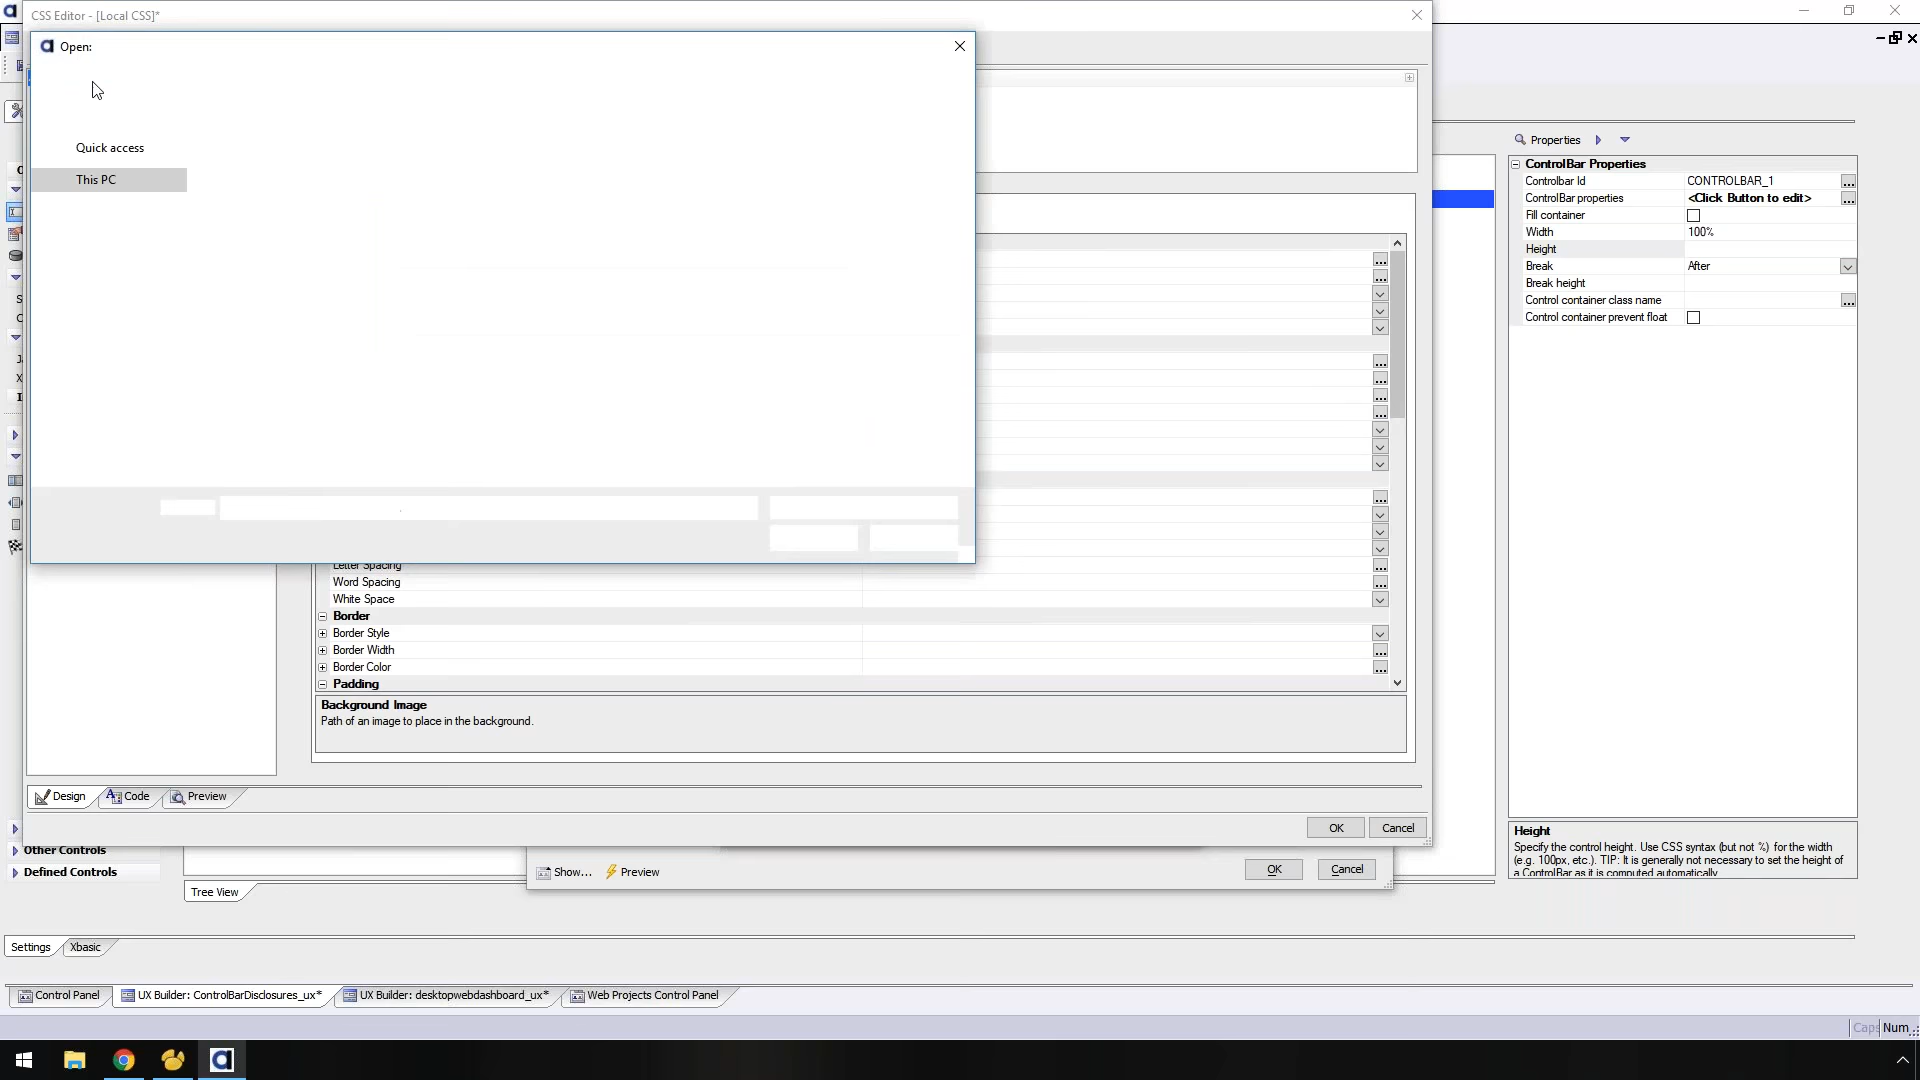 CSS Editor - [Local CSS]*
Open:
Quick access
This PC
Properties
ControlBar Properties
Controlbar Id CONTROLBAR_1
ControlBar properties <Click Button to edit>
Fill container
Width 100%
Height
Break After
Break height
Control container class name
Control container prevent float
Letter Spacing
Word Spacing
White Space
Border
Border Style
Border Width
Border Color
Padding
Background Image
Path of an image to place in the background.
Design Code Preview
OK Cancel
Height
Specify the control height. Use CSS syntax (but not %) for the width
(e.g. 100px, etc.). TIP: It is generally not necessary to set the height of
a ControlBar as it is computed automatically
Other Controls
Defined Controls
Show... Preview
OK Cancel
Tree View
Settings Xbasic
Control Panel UX Builder: ControlBarDisclosures_ux* UX Builder: desktopwebdashboard_ux* Web Projects Control Panel
Caps Num